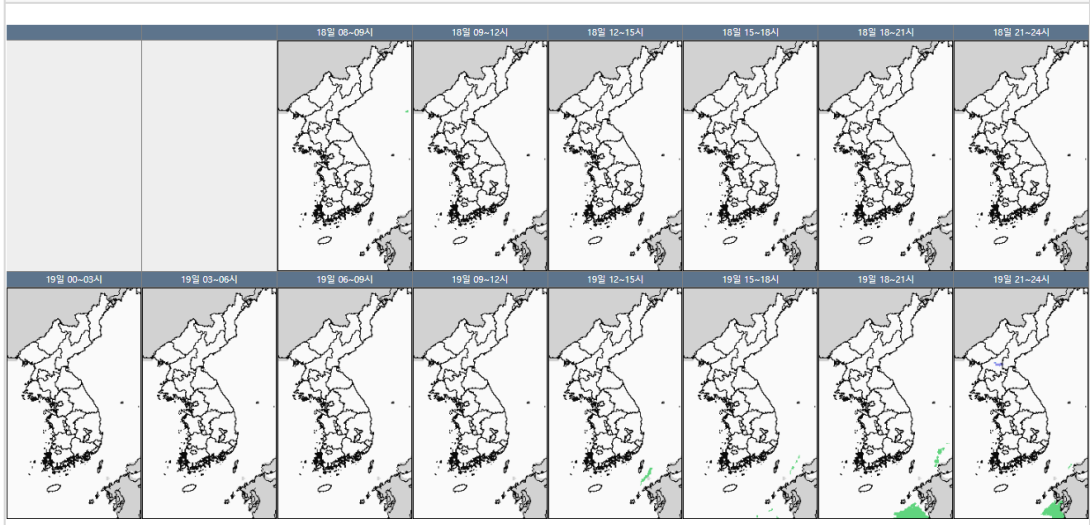 18일 08~09시
18일 09~12시
18일 12~15시
18일 15~18시
18일 18~21시
18일 21~24시
19일 00~03시
19일 03~06시
19일 06~09시
19일 09~12시
19일 12~15시
19일 15~18시
19일 18~21시
19일 21~24시